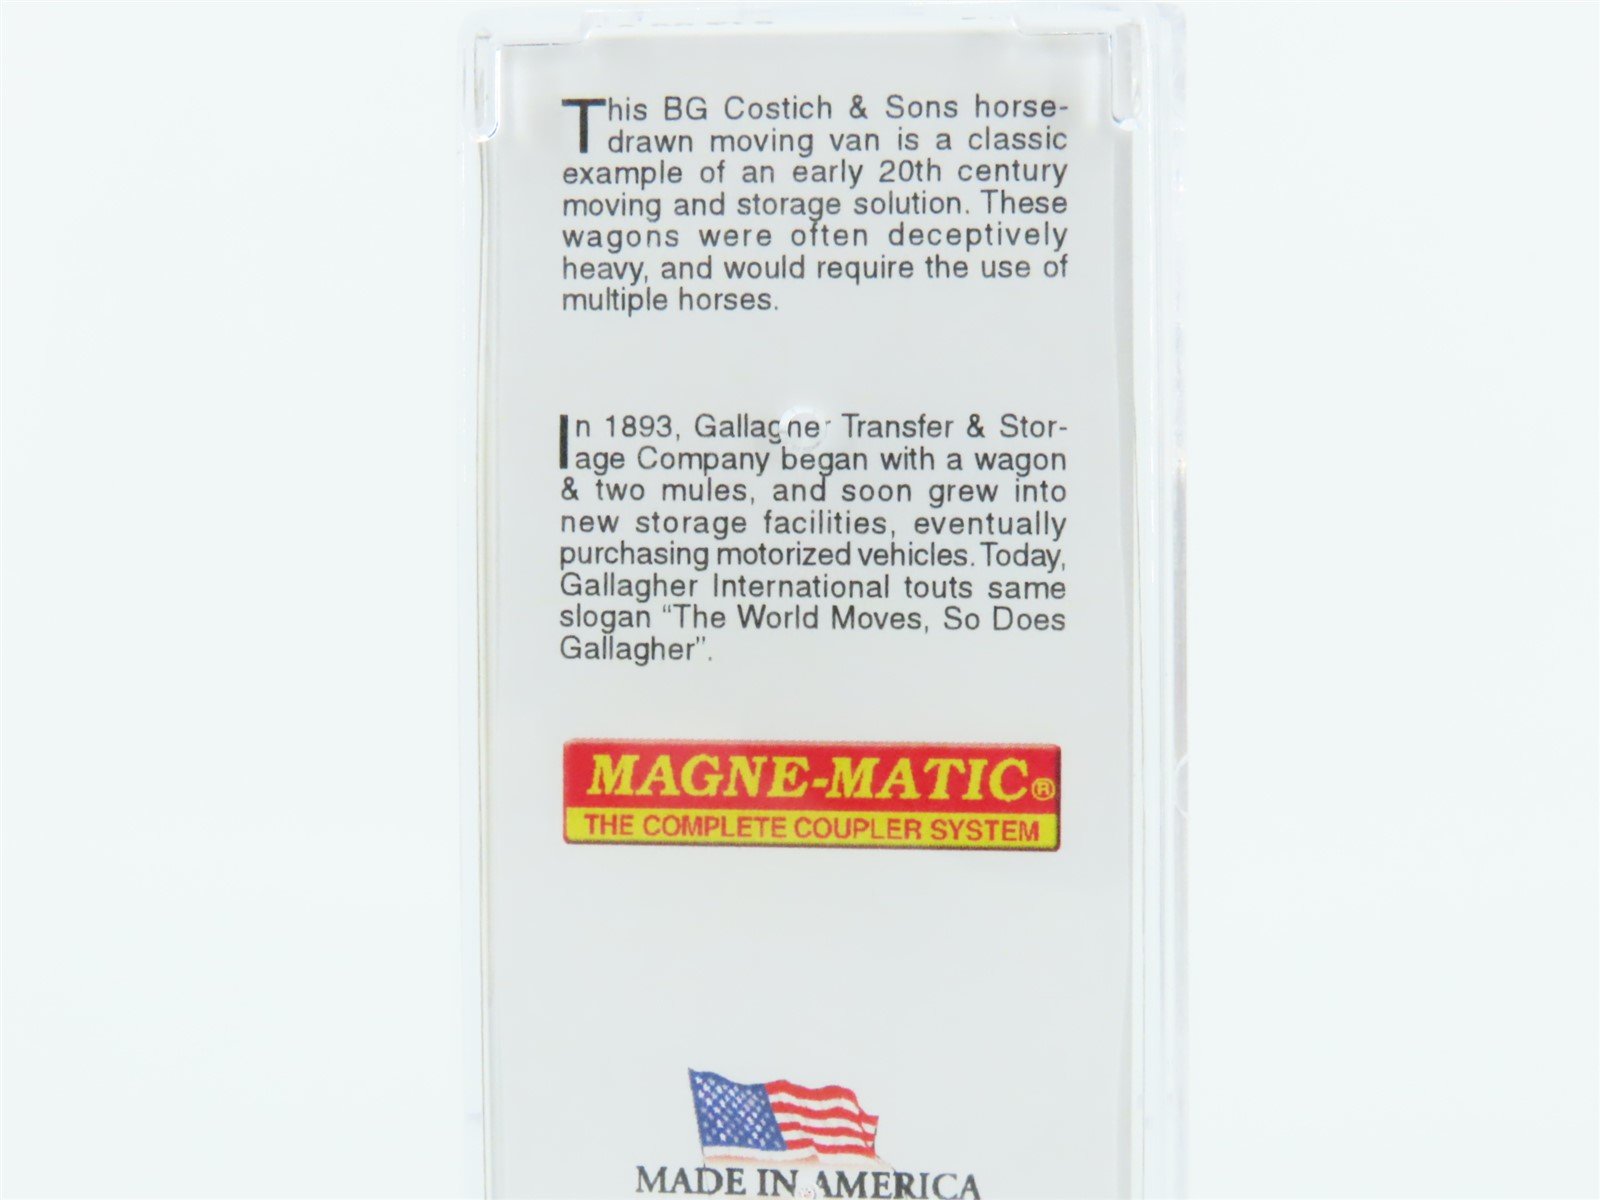 This BG Costich & Sons horse-
drawn moving van is a classic
example of an early 20th century
moving and storage solution. These
wagons were often deceptively
heavy, and would require the use of
multiple horses.
In 1893, Gallagher Transfer & Stor-
age Company began with a wagon
& two mules, and soon grew into
new storage facilities, eventually
purchasing motorized vehicles. Today,
Gallagher International touts same
slogan “The World Moves, So Does
Gallagher”.
MAGNE-MATIC®
THE COMPLETE COUPLER SYSTEM
MADE IN AMERICA